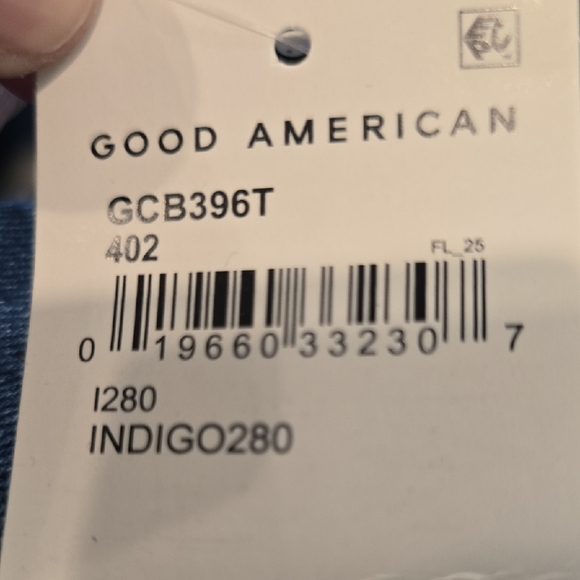 GOOD AMERICAN
GCB396T
402
FL_25
0 19660 33230 7
I280
INDIGO280